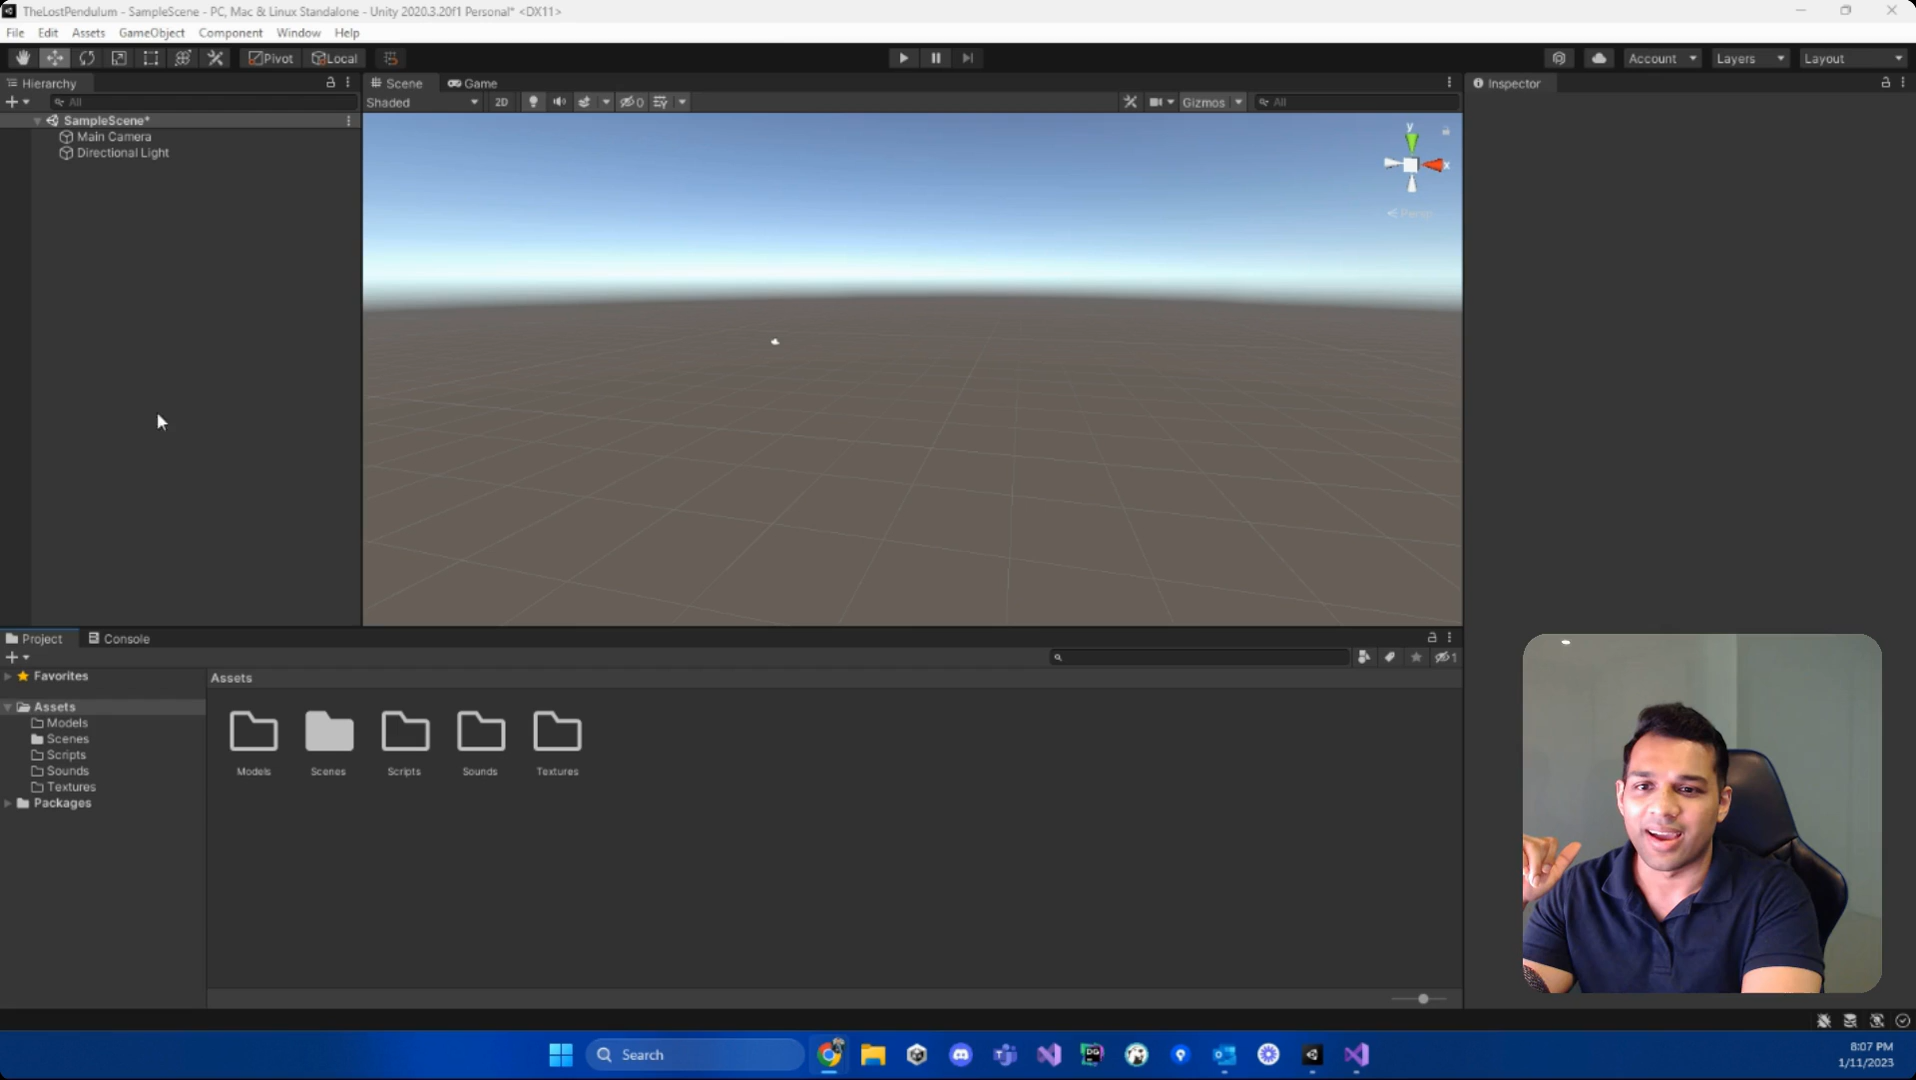 TheLostPendulum - SampleScene - PC, Mac & Linux Standalone - Unity 2020.3.20f1 Personal* <DX11>
File Edit Assets GameObject Component Window Help
Pivot Local Account Layers Layout
Hierarchy Scene Game Inspector
All Shaded 2D 0 Gizmos All
SampleScene*
Main Camera
Directional Light
y
x
Persp
Project Console
1
Favorites
Assets
Assets
Models
Scenes
Scripts
Sounds
Textures
Packages
Models Scenes Scripts Sounds Textures
Search
8:07 PM
1/11/2023